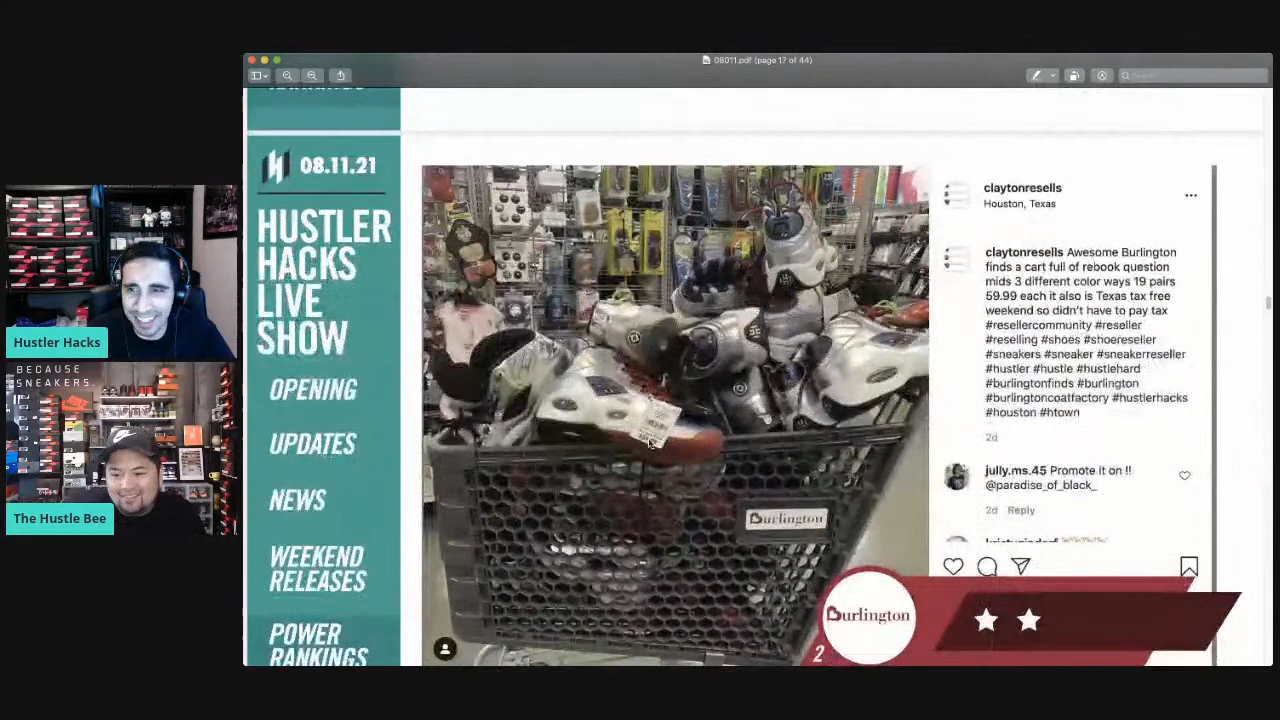 08011.pdf (page 17 of 44)
Search
08.11.21
HUSTLER
HACKS
LIVE
SHOW
OPENING
UPDATES
NEWS
WEEKEND
RELEASES
POWER
RANKINGS
Hustler Hacks
BECAUSE
SNEAKERS.
The Hustle Bee
claytonresells
Houston, Texas
claytonresells Awesome Burlington
finds a cart full of rebook question
mids 3 different color ways 19 pairs
59.99 each it also is Texas tax free
weekend so didn't have to pay tax
#resellercommunity #reseller
#reselling #shoes #shoereseller
#sneakers #sneaker #sneakerreseller
#hustler #hustle #hustlehard
#burlingtonfinds #burlington
#burlingtoncoatfactory #hustlerhacks
#houston #htown
2d
jully.ms.45 Promote it on !!
@paradise_of_black_
2d Reply
Burlington
Burlington
2